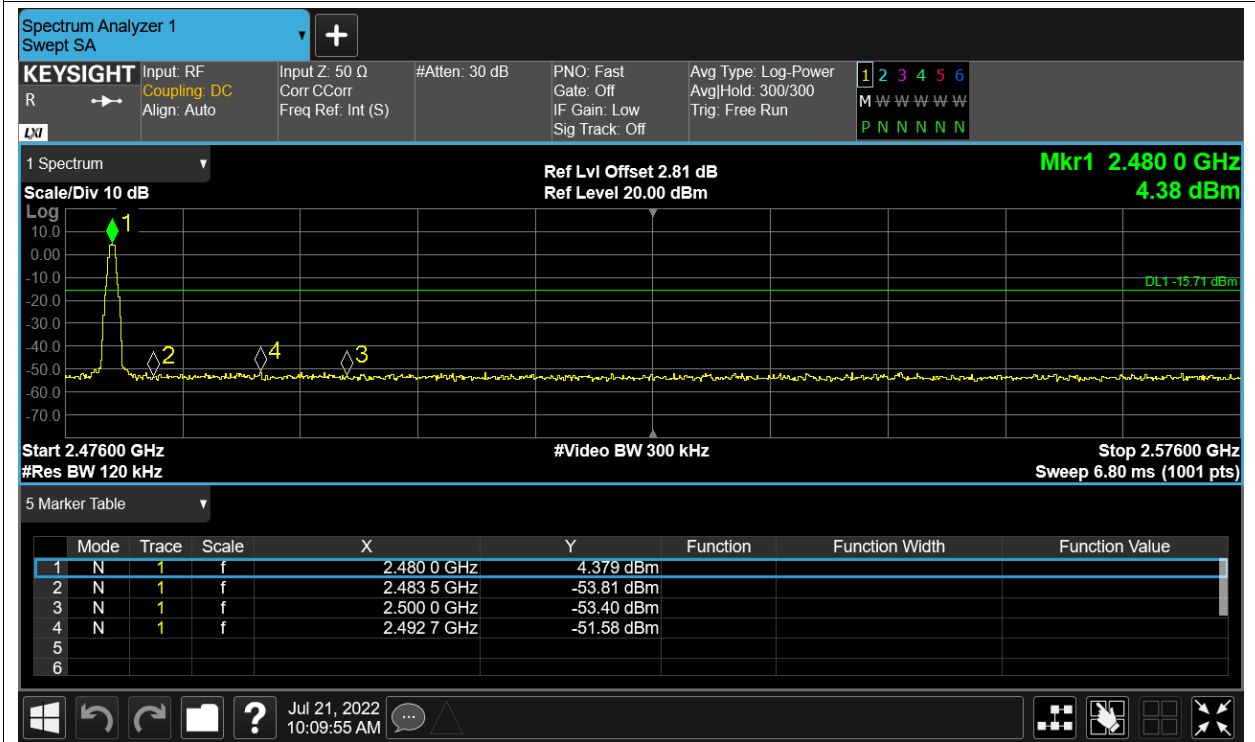 Spectrum Analyzer 1
Swept SA
KEYSIGHT Input: RF Input Z: 50 Ω #Atten: 30 dB PNO: Fast Avg Type: Log-Power 1 2 3 4 5 6
R Coupling: DC Corr CCorr Gate: Off Avg|Hold: 300/300 M W W W W W
Align: Auto Freq Ref: Int (S) IF Gain: Low Trig: Free Run
LXI Sig Track: Off P N N N N N
1 Spectrum Ref Lvl Offset 2.81 dB Mkr1 2.480 0 GHz
Scale/Div 10 dB Ref Level 20.00 dBm 4.38 dBm
Log
1
10.0
0.00
-10.0
DL1 -15.71 dBm
-20.0
-30.0
-40.0
2 4 3
-50.0
-60.0
-70.0
Start 2.47600 GHz #Video BW 300 kHz Stop 2.57600 GHz
#Res BW 120 kHz Sweep 6.80 ms (1001 pts)
5 Marker Table
Mode Trace Scale X Y Function Function Width Function Value
1 N 1 f 2.480 0 GHz 4.379 dBm
2 N 1 f 2.483 5 GHz -53.81 dBm
3 N 1 f 2.500 0 GHz -53.40 dBm
4 N 1 f 2.492 7 GHz -51.58 dBm
5
6
? Jul 21, 2022
10:09:55 AM